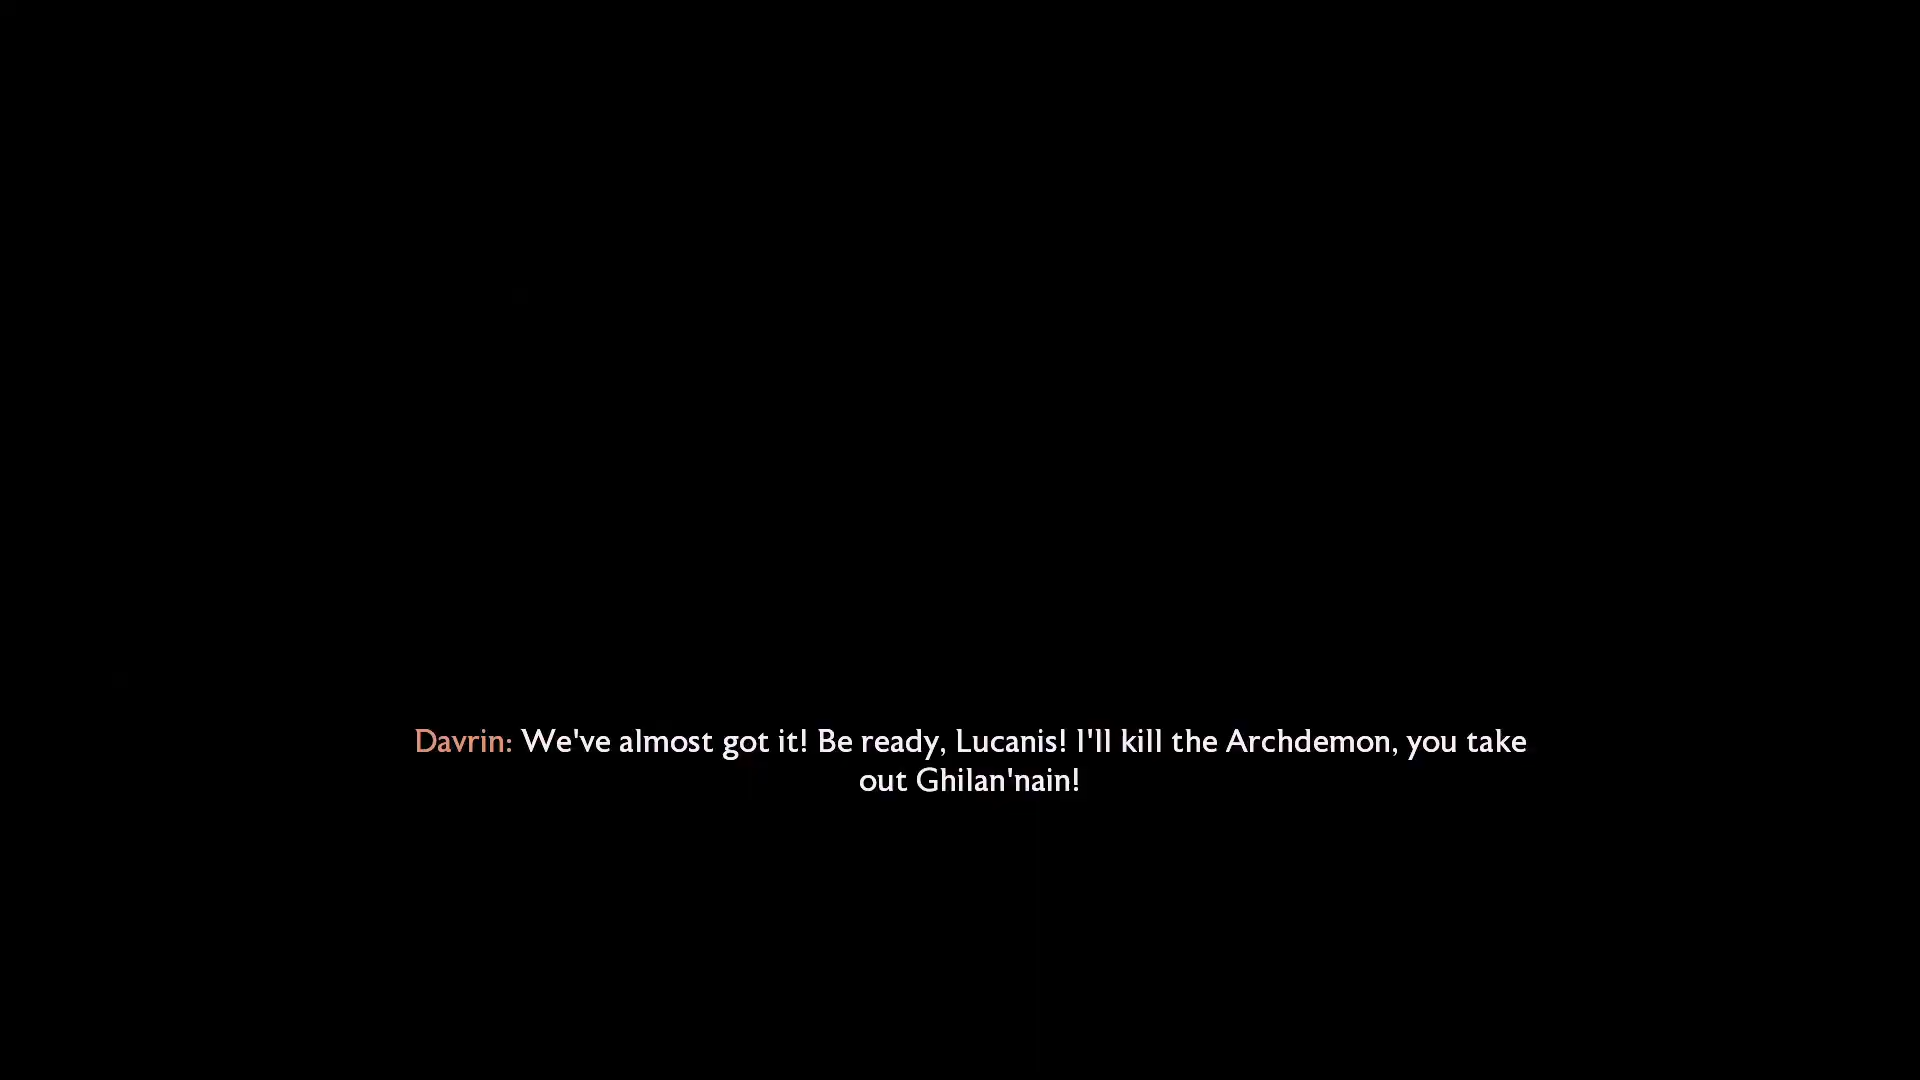 Davrin: We've almost got it! Be ready, Lucanis! I'll kill the Archdemon, you take
out Ghilan'nain!